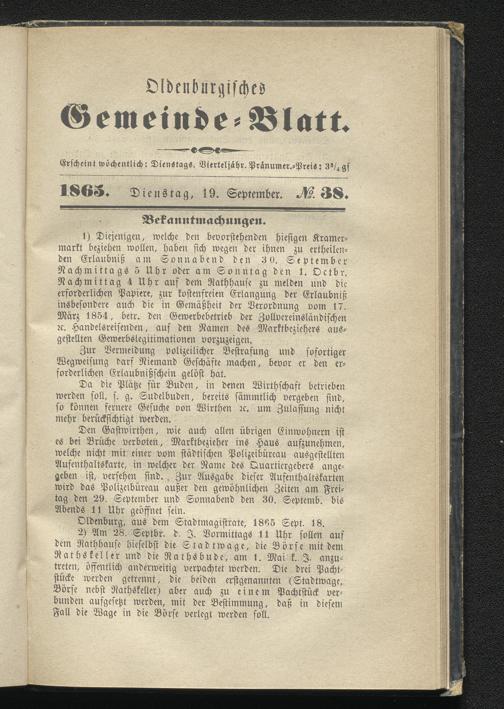 Oldenburgisches
Gemeinde-Blatt.
Erscheint wöchentlich: Dienstags. Vierteljähr. Pränumer.-Preis: 3¾ gſ
1865. Dienstag, 19. September. №. 38.
Bekanntmachungen.
1) Diejenigen, welche den bevorstehenden hiesigen Kramer-
markt beziehen wollen, haben sich wegen der ihnen zu ertheilen-
den Erlaubniß am Sonnabend den 30. September
Nachmittags 5 Uhr oder am Sonntag den 1. Octbr.
Nachmittag 4 Uhr auf dem Rathhause zu melden und die
erforderlichen Papiere, zur kostenfreien Erlangung der Erlaubniß
insbesondere auch die in Gemäßheit der Verordnung vom 17.
März 1854, betr. den Gewerbebetrieb der Zollvereinsländischen
ꝛc. Handelsreisenden, auf den Namen des Marktbeziehers aus-
gestellten Gewerbslegitimationen vorzuzeigen.
Zur Vermeidung polizeilicher Bestrafung und sofortiger
Wegweisung darf Niemand Geschäfte machen, bevor er den er-
forderlichen Erlaubnißschein gelöst hat.
Da die Plätze für Buden, in denen Wirthschaft betrieben
werden soll, s. g. Sudelbuden, bereits sämmtlich vergeben sind,
so können fernere Gesuche von Wirthen ꝛc. um Zulassung nicht
mehr berücksichtigt werden.
Den Gastwirthen, wie auch allen übrigen Einwohnern ist
es bei Brüche verboten, Marktbezieher ins Haus aufzunehmen,
welche nicht mit einer vom städtischen Polizeibüreau ausgestellten
Aufenthaltskarte, in welcher der Name des Quartiergebers ange-
geben ist, versehen sind. Zur Ausgabe dieser Aufenthaltskarten
wird das Polizeibüreau außer den gewöhnlichen Zeiten am Frei-
tag den 29. September und Sonnabend den 30. Septemb. bis
Abends 11 Uhr geöffnet sein.
Oldenburg, aus dem Stadtmagistrate, 1865 Sept. 18.
2) Am 28. Septbr. d. J. Vormittags 11 Uhr sollen auf
dem Rathhause hieselbst die Stadtwage, die Börse mit dem
Rathskeller und die Rathsbude, am 1. Mai k. J. anzu-
treten, öffentlich anderweitig verpachtet werden. Die drei Pacht-
stücke werden getrennt, die beiden erstgenannten (Stadtwage,
Börse nebst Rathskeller) aber auch zu einem Pachtstück ver-
bunden aufgesetzt werden, mit der Bestimmung, daß in diesem
Fall die Wage in die Börse verlegt werden soll.